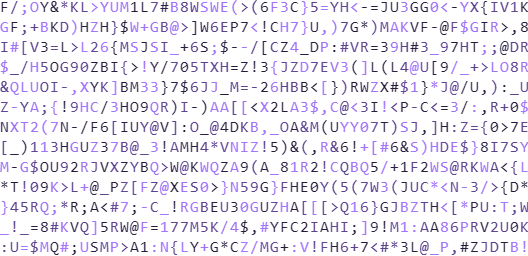 F/;OY&*KL>YUM1L7#B8WSWE(>(6F3C}5=YH<-=JU3GG0<-YX{IV1K
GF;+BKD)HZH}$W+GB@>]W6EP7<!CH7}U,)7G*)MAKVF-@F$GIR>,8
I#[V3=L>L26{MSJSI_+6S;$--/[CZ4_DP:#VR=39H#3_97HT;;@DR
$_/H5OG90ZBI{>!Y/705TXH=Z!3{JZD7EV3(]L(L4@U[9/_+>LO8R
&QLUOI-,XYK]BM33}7$6JJ_M=-26HBB<[})RWZX#$1}*J@/U,):_U
Z-YA;{!9HC/3HO9QR)I-)AA[[<X2LA3$,C@<3I!<P-C<=3/:,R+0$
NXT2(7N-/F6[IUY@V]:O_@4DKB,_OA&M(UYY07T)SJ,]H:Z={0>7E
[_)113HGUZ37B@_3!AMH4*VNIZ!5)&(,R&6!+[#6&S)HDE$}8I7SY
M-G$OU92RJVXZYBQ>W@KWQZA9(A_81R2!CQBQ5/+1F2WS@RKWA<{L
*T!09K>L+@_PZ[FZ@XES0>}N59G}FHE0Y(5(7W3(JUC*<N-3/>{D*
}45RQ;*R;A<#7;-C_!RGBEU30GUZHA[[[>Q16}GJBZTH<[*PU:T;W
_!_=8#KVQ]5RW@F=177M5K/4$,#YFC2IAHI;]9!M1:AA86PRV2U0K
:U=$MQ#;USMP>A1:N{LY+G*CZ/MG+:V!FH6+7<#*3L@_P,#ZJDTB!